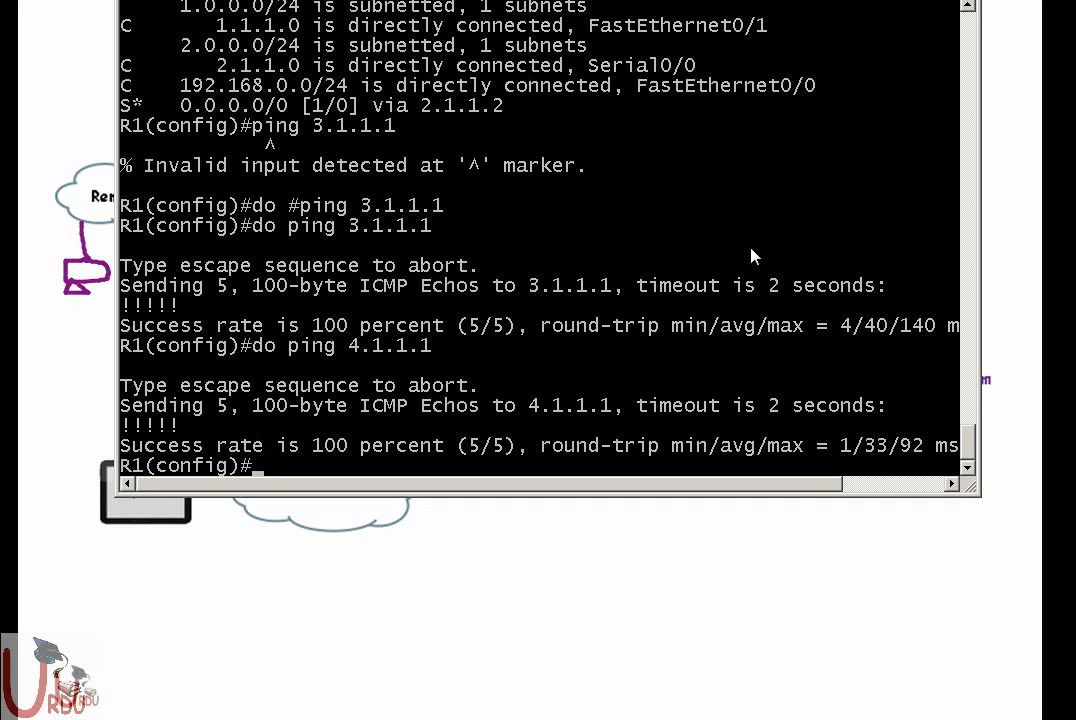 1.0.0.0/24 is subnetted, 1 subnets
C       1.1.1.0 is directly connected, FastEthernet0/1
     2.0.0.0/24 is subnetted, 1 subnets
C       2.1.1.0 is directly connected, Serial0/0
C    192.168.0.0/24 is directly connected, FastEthernet0/0
S*   0.0.0.0/0 [1/0] via 2.1.1.2
R1(config)#ping 3.1.1.1
            ^
% Invalid input detected at '^' marker.
R1(config)#do #ping 3.1.1.1
R1(config)#do ping 3.1.1.1
Type escape sequence to abort.
Sending 5, 100-byte ICMP Echos to 3.1.1.1, timeout is 2 seconds:
!!!!!
Success rate is 100 percent (5/5), round-trip min/avg/max = 4/40/140 m
R1(config)#do ping 4.1.1.1
Type escape sequence to abort.
Sending 5, 100-byte ICMP Echos to 4.1.1.1, timeout is 2 seconds:
!!!!!
Success rate is 100 percent (5/5), round-trip min/avg/max = 1/33/92 ms
R1(config)#
Rem
m
URDU
RDU